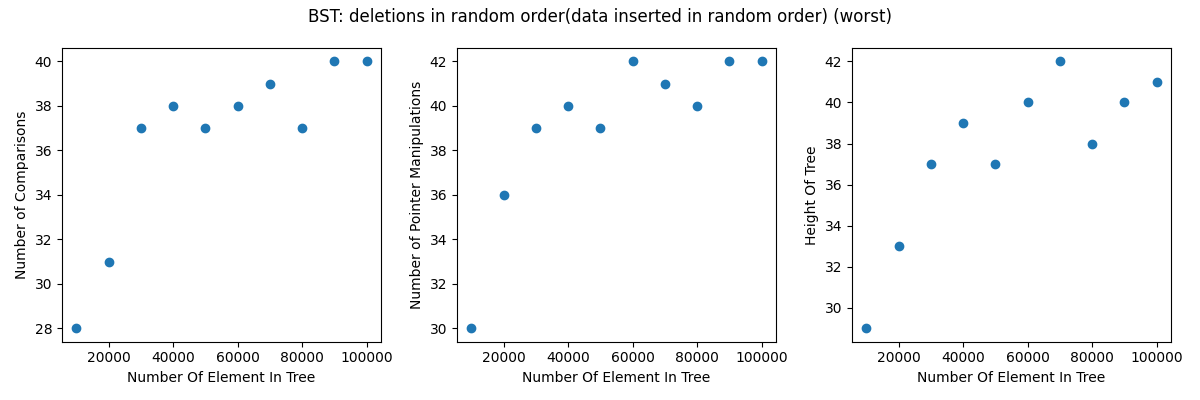 BST: deletions in random order(data inserted in random order) (worst)
Number of Comparisons
40
38
36
34
32
30
28
20000 40000 60000 80000 100000
Number Of Element In Tree
Number of Pointer Manipulations
42
40
38
36
34
32
30
20000 40000 60000 80000 100000
Number Of Element In Tree
Height Of Tree
42
40
38
36
34
32
30
20000 40000 60000 80000 100000
Number Of Element In Tree